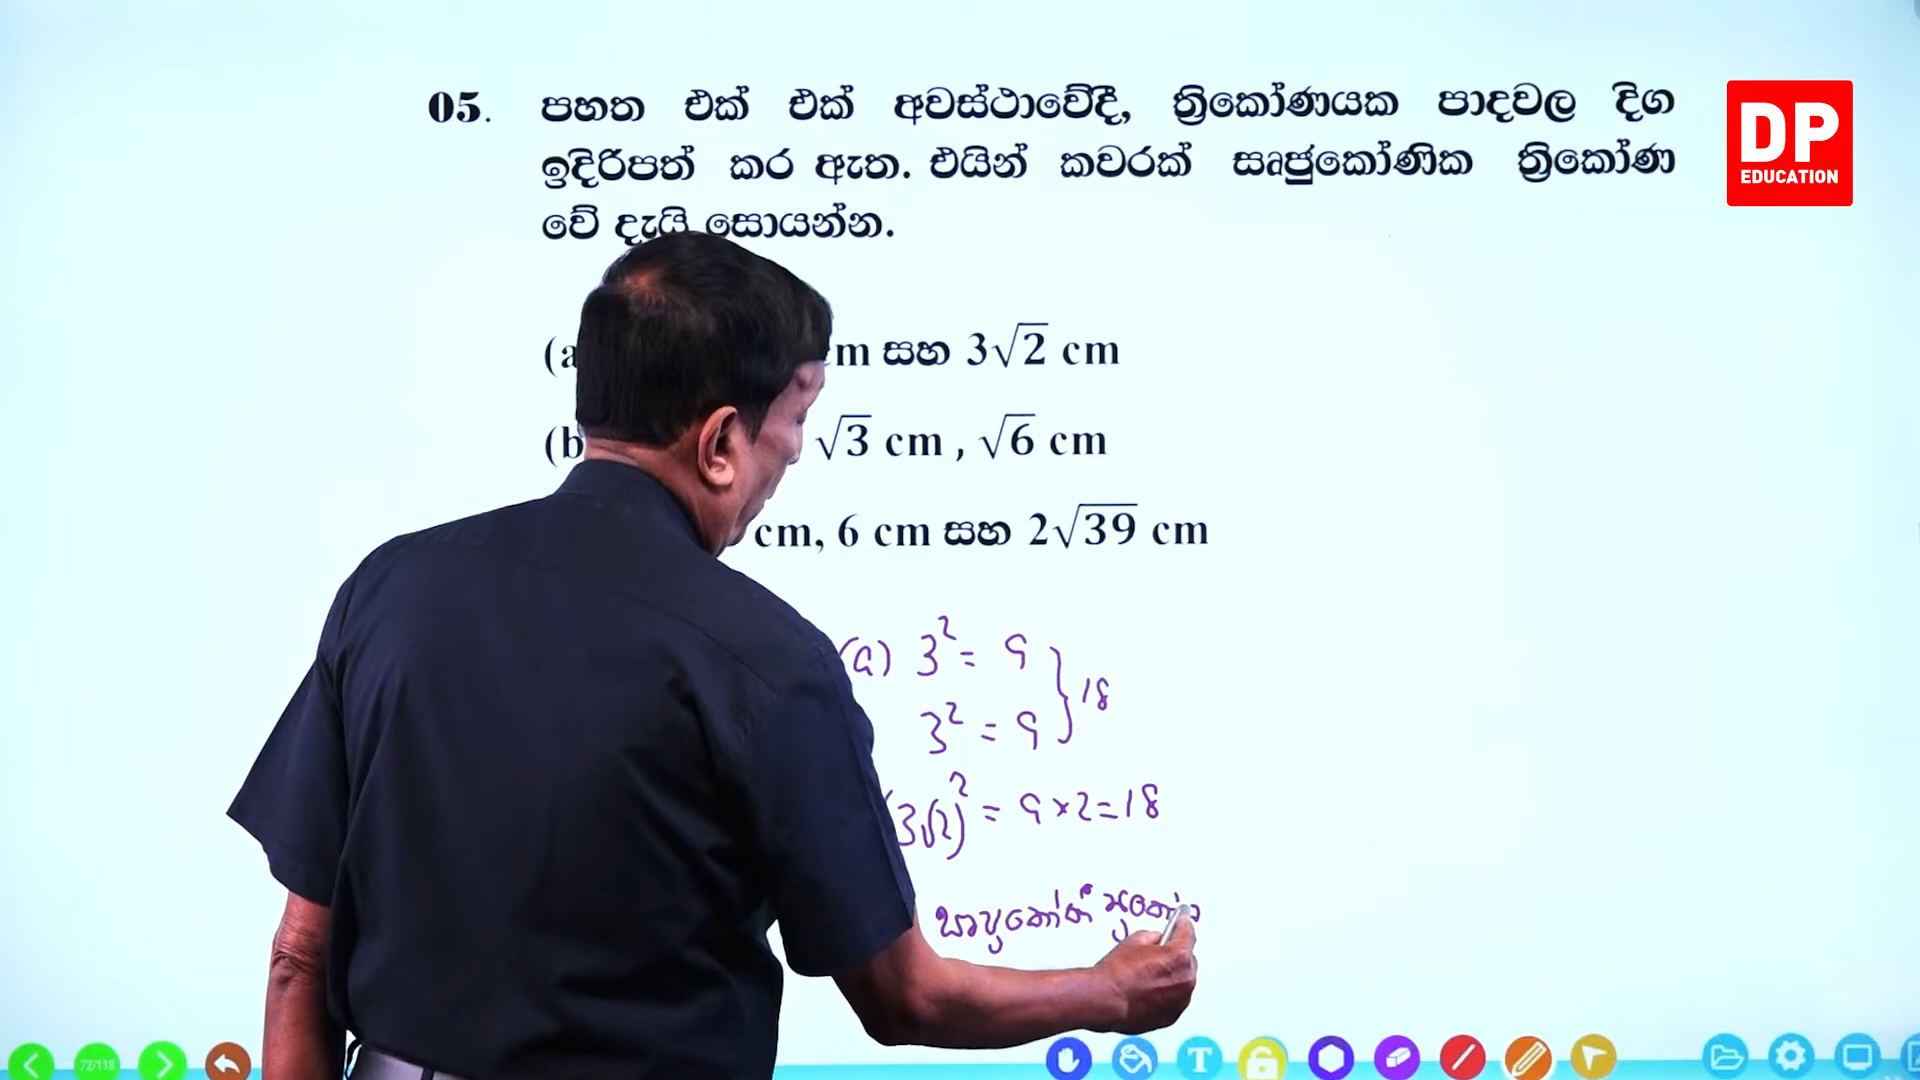 05. පහත එක් එක් අවස්ථාවේදී, ත්‍රිකෝණයක පාදවල දිග
ඉදිරිපත් කර ඇත. එයින් කවරක් සෘජුකෝණික ත්‍රිකෝණ
වේ දැයි සොයන්න.
DP
EDUCATION
(a m සහ 3√2 cm
(b √3 cm , √6 cm
cm, 6 cm සහ 2√39 cm
(a) 3² = 9
3² = 9 } 18
(3√2)² = 9 × 2 = 18
72/118
T